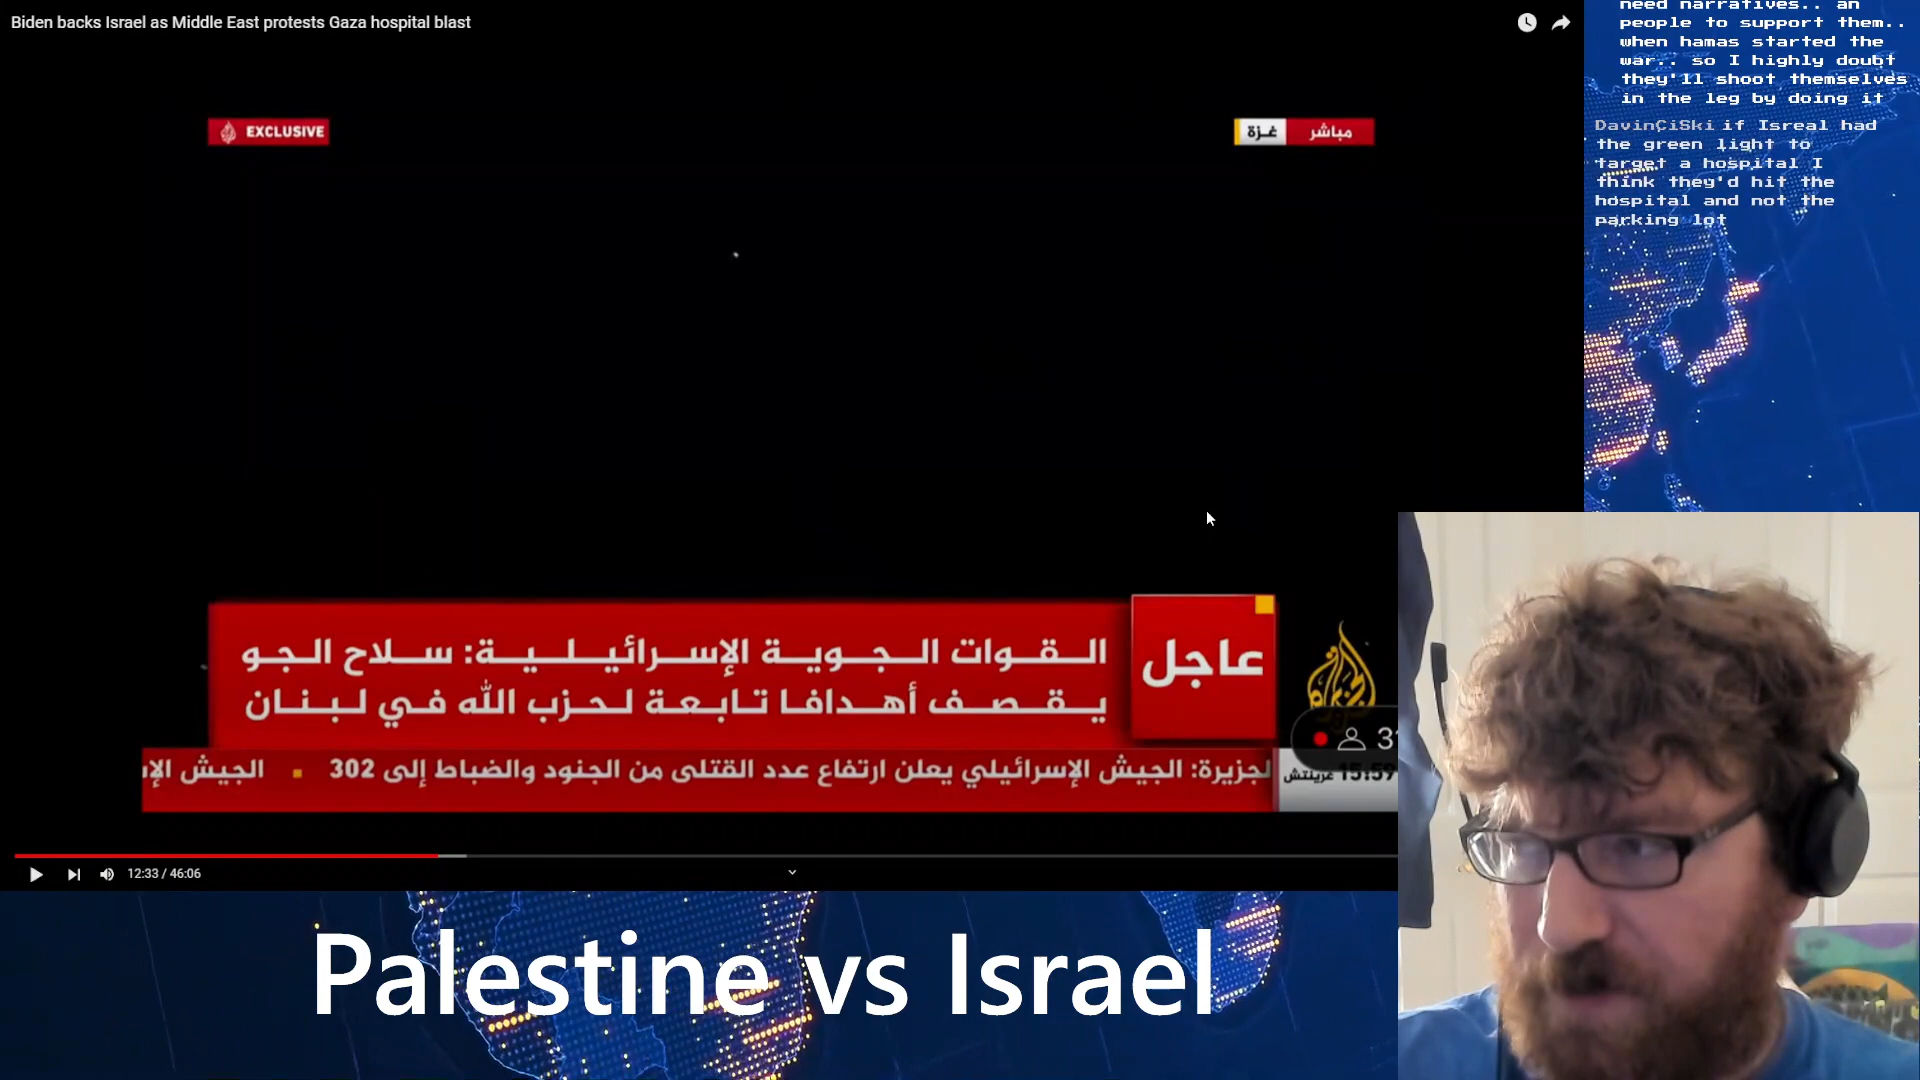 Biden backs Israel as Middle East protests Gaza hospital blast
EXCLUSIVE
غزة مباشر
عاجل
القوات الجوية الإسرائيلية: سلاح الجو
يقصف أهدافا تابعة لحزب الله في لبنان
لجزيرة: الجيش الإسرائيلي يعلن ارتفاع عدد القتلى من الجنود والضباط إلى 302 ▪ الجيش الإ
15:59 غرينتش
12:33 / 46:06
need narratives.. an
people to support them..
when hamas started the
war.. so I highly doubt
they'll shoot themselves
in the leg by doing it
DavinCiSki if Isreal had
the green light to
target a hospital I
think they'd hit the
hospital and not the
parking lot
Palestine vs Israel